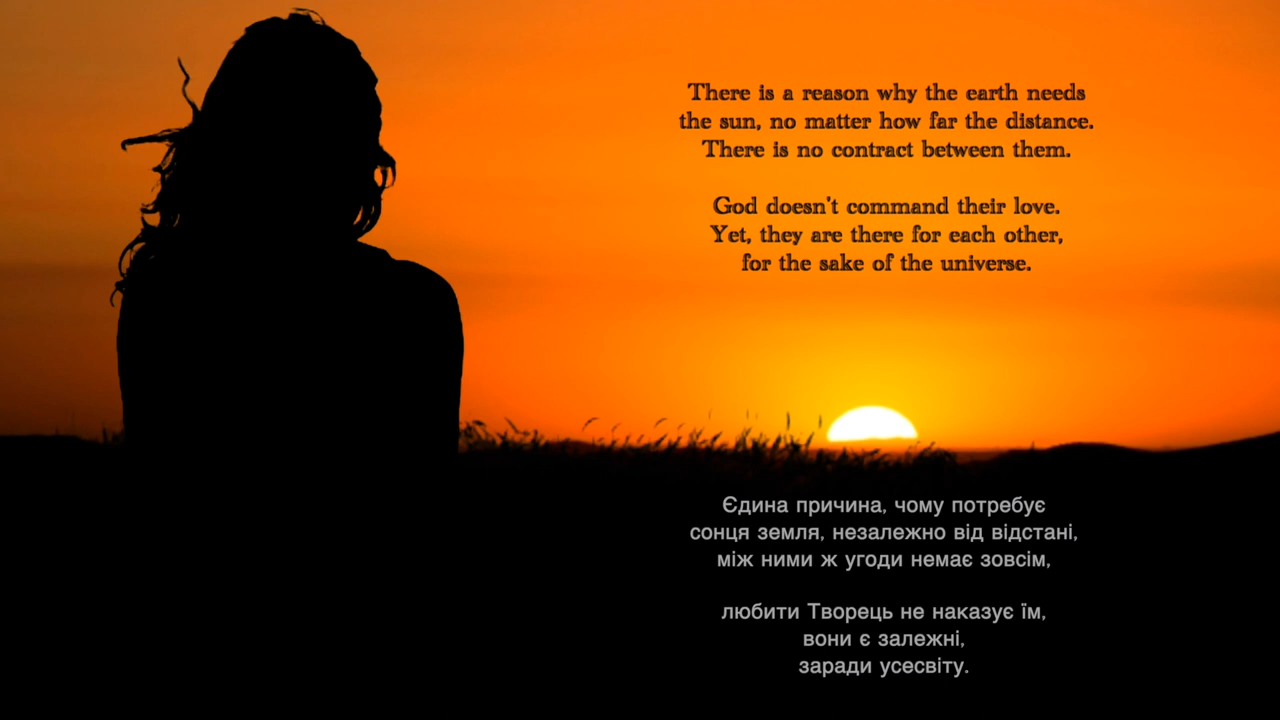 There is a reason why the earth needs
the sun, no matter how far the distance.
There is no contract between them.
God doesn't command their love.
Yet, they are there for each other,
for the sake of the universe.
Єдина причина, чому потребує
сонця земля, незалежно від відстані,
між ними ж угоди немає зовсім,
любити Творець не наказує їм,
вони є залежні,
заради усесвіту.